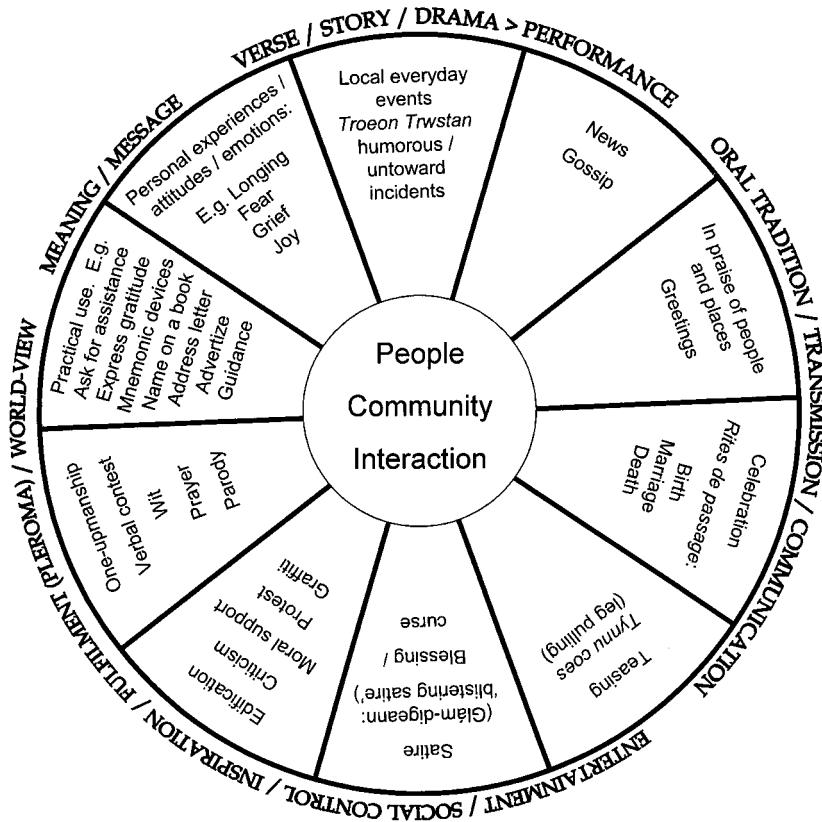 VERSE / STORY / DRAMA > PERFORMANCE
ORAL TRADITION / TRANSMISSION / COMMUNICATION
ENTERTAINMENT / SOCIAL CONTROL / INSPIRATION / FULFILMENT (PLEROMA) / WORLD-VIEW
MEANING / MESSAGE
Local everyday
events
Troeon Trwstan
humorous /
untoward
incidents
News
Gossip
In praise of people
and places
Greetings
Celebration
Rites de passage:
Birth
Marriage
Death
Teasing
Tynnu coes
(leg pulling)
Satire
(Glám-digeann:
'blistering satire')
Blessing /
curse
Edification
Criticism
Moral support
Protest
Graffiti
One-upmanship
Verbal contest
Wit
Prayer
Parody
Practical use. E.g.
Ask for assistance
Express gratitude
Mnemonic devices
Name on a book
Address letter
Advertize
Guidance
Personal experiences /
attitudes / emotions:
E.g. Longing
Fear
Grief
Joy
People
Community
Interaction